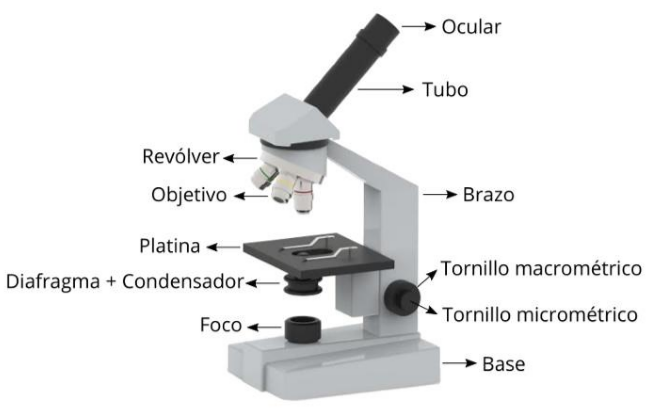 Ocular
Tubo
Revólver
Objetivo
Brazo
Platina
Diafragma + Condensador
Tornillo macrométrico
Tornillo micrométrico
Foco
Base